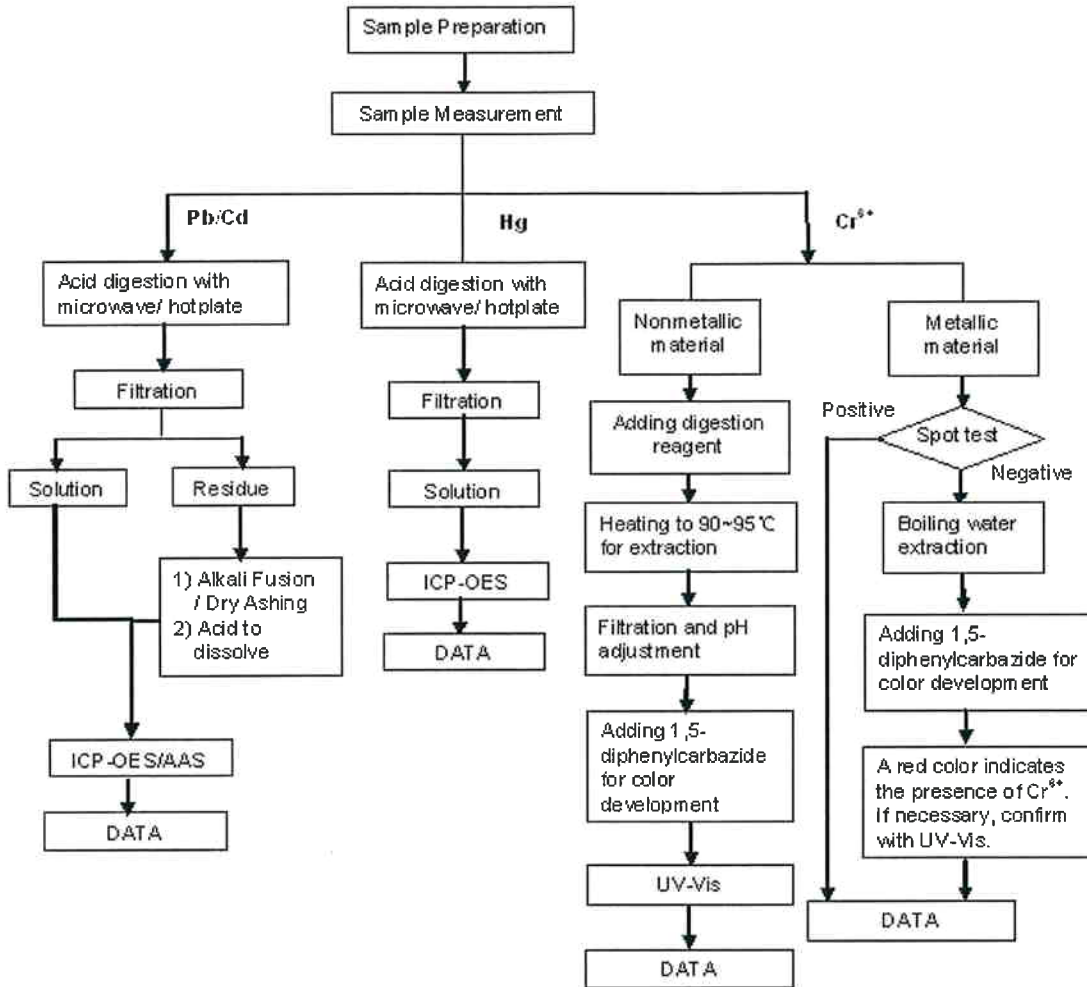 Sample Preparation
Sample Measurement
Pb/Cd
Hg
Cr⁶⁺
Acid digestion with
microwave/ hotplate
Filtration
Solution
Residue
1) Alkali Fusion
/ Dry Ashing
2) Acid to
dissolve
ICP-OES/AAS
DATA
Acid digestion with
microwave/ hotplate
Filtration
Solution
ICP-OES
DATA
Nonmetallic
material
Adding digestion
reagent
Heating to 90~95℃
for extraction
Filtration and pH
adjustment
Adding 1,5-
diphenylcarbazide
for color
development
UV-Vis
DATA
Metallic
material
Positive
Spot test
Negative
Boiling water
extraction
Adding 1,5-
diphenylcarbazide for
color development
A red color indicates
the presence of Cr⁶⁺.
If necessary, confirm
with UV-Vis.
DATA